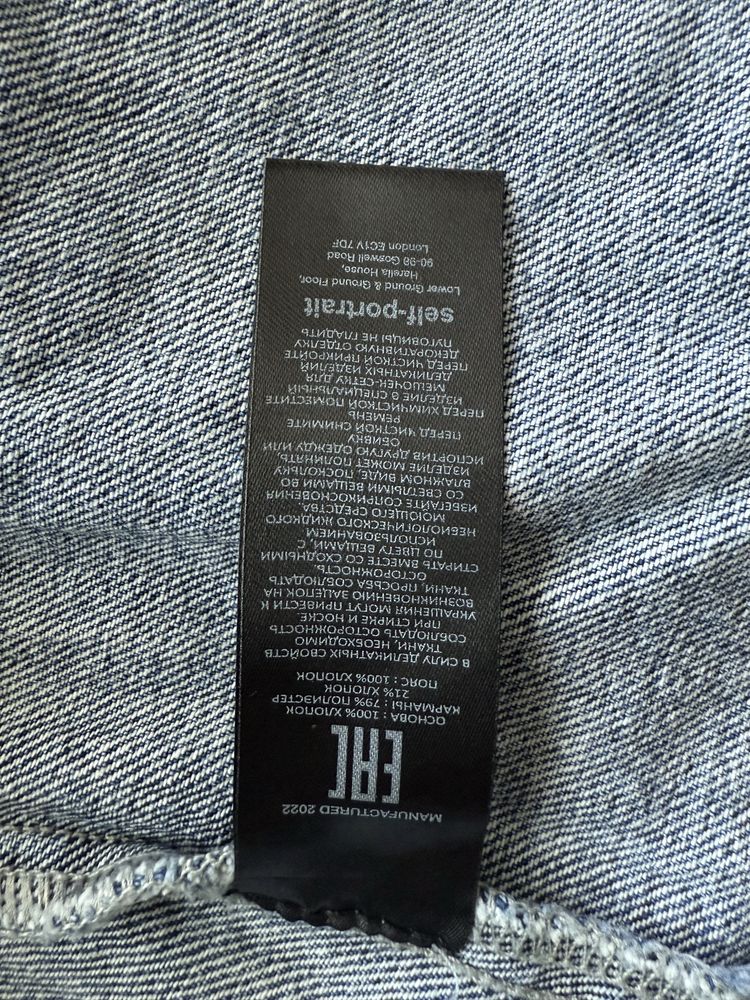 MANUFACTURED 2022
EAC
ОСНОВА : 100% ХЛОПОК
КАРМАНЫ : 79% ПОЛИЭСТЕР
21% ХЛОПОК
ПОЯС : 100% ХЛОПОК
В СИЛУ ДЕЛИКАТНЫХ СВОЙСТВ
ТКАНИ, НЕОБХОДИМО
СОБЛЮДАТЬ ОСТОРОЖНОСТЬ
ПРИ СТИРКЕ И НОСКЕ.
УКРАШЕНИЯ МОГУТ ПРИВЕСТИ К
ВОЗНИКНОВЕНИЮ ЗАЦЕПОК НА
ТКАНИ, ПРОСЬБА СОБЛЮДАТЬ
ОСТОРОЖНОСТЬ.
СТИРАТЬ ВМЕСТЕ СО СХОДНЫМИ
ПО ЦВЕТУ ВЕЩАМИ, С
ИСПОЛЬЗОВАНИЕМ
НЕБИОЛОГИЧЕСКОГО ЖИДКОГО
МОЮЩЕГО СРЕДСТВА.
ИЗБЕГАЙТЕ СОПРИКОСНОВЕНИЯ
СО СВЕТЛЫМИ ВЕЩАМИ ВО
ВЛАЖНОМ ВИДЕ, ПОСКОЛЬКУ
ИЗДЕЛИЕ МОЖЕТ ПОЛИНЯТЬ,
ИСПОРТИВ ДРУГУЮ ОДЕЖДУ ИЛИ
ОБИВКУ
ПЕРЕД ЧИСТКОЙ СНИМИТЕ
РЕМЕНЬ
ПЕРЕД ХИМЧИСТКОЙ ПОМЕСТИТЕ
ИЗДЕЛИЕ В СПЕЦИАЛЬНЫЙ
МЕШОЧЕК-СЕТКУ ДЛЯ
ДЕЛИКАТНЫХ ИЗДЕЛИЙ
ПЕРЕД ЧИСТКОЙ ПРИКРОЙТЕ
ДЕКОРАТИВНУЮ ОТДЕЛКУ
ПУГОВИЦЫ НЕ ГЛАДИТЬ
self-portrait
Lower Ground & Ground Floor,
Harella House,
90-98 Goswell Road
London EC1V 7DF